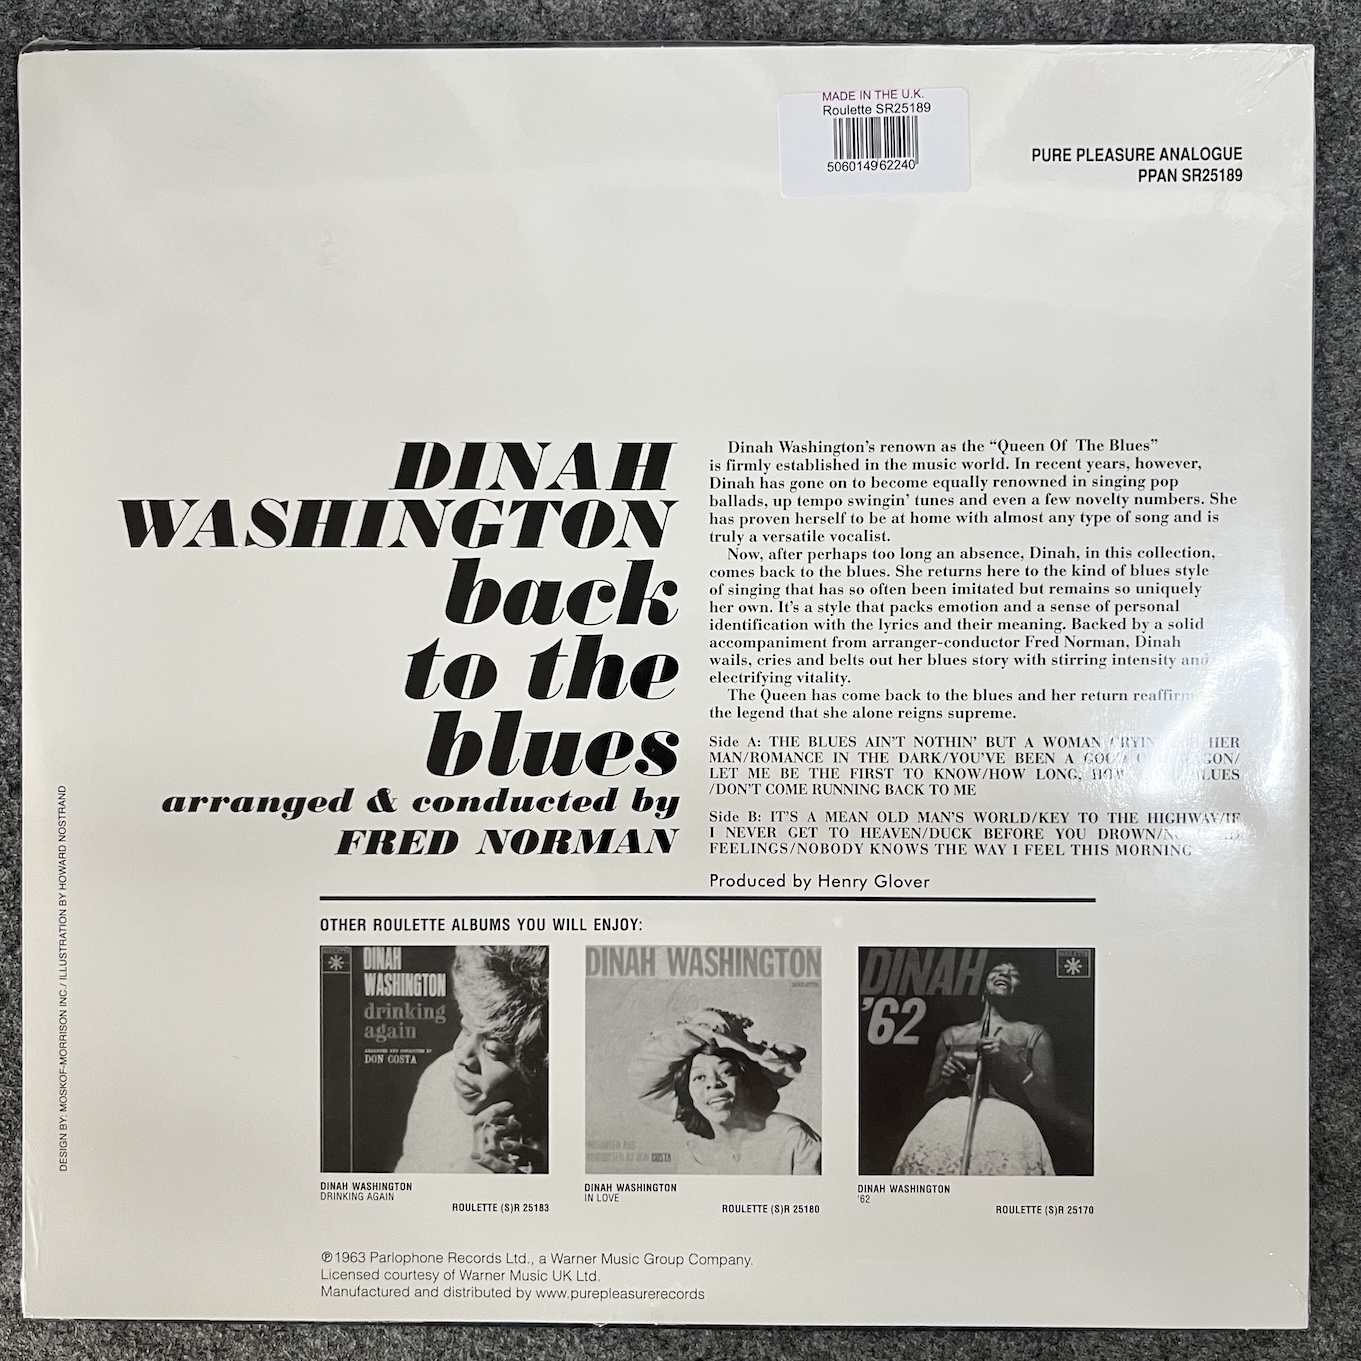 MADE IN THE U.K.
Roulette SR25189
506014962240
PURE PLEASURE ANALOGUE
PPAN SR25189
DINAH
WASHINGTON
back
to the
blues
arranged & conducted by
FRED NORMAN
Dinah Washington's renown as the “Queen Of The Blues”
is firmly established in the music world. In recent years, however,
Dinah has gone on to become equally renowned in singing pop
ballads, up tempo swingin' tunes and even a few novelty numbers. She
has proven herself to be at home with almost any type of song and is
truly a versatile vocalist.
Now, after perhaps too long an absence, Dinah, in this collection,
comes back to the blues. She returns here to the kind of blues style
of singing that has so often been imitated but remains so uniquely
her own. It's a style that packs emotion and a sense of personal
identification with the lyrics and their meaning. Backed by a solid
accompaniment from arranger-conductor Fred Norman, Dinah
wails, cries and belts out her blues story with stirring intensity and
electrifying vitality.
The Queen has come back to the blues and her return
the legend that she alone reigns supreme.
Side A: THE BLUES AIN'T NOTHIN' BUT A WOMAN HER
MAN/ROMANCE IN THE DARK/YOU'VE BEEN A
LET ME BE THE FIRST TO KNOW/HOW LONG, BLUES
/DON'T COME RUNNING BACK TO ME
Side B: IT'S A MEAN OLD MAN'S WORLD/KEY TO THE HIGHWAY/IF
I NEVER GET TO HEAVEN/DUCK BEFORE YOU DROWN/
FEELINGS/NOBODY KNOWS THE WAY I FEEL THIS MORNING
Produced by Henry Glover
OTHER ROULETTE ALBUMS YOU WILL ENJOY:
DINAH
WASHINGTON
drinking
again
ARRANGED AND CONDUCTED BY
DON COSTA
DINAH WASHINGTON
ROULETTE
ARRANGED AND
CONDUCTED BY DON COSTA
DINAH
'62
ROULETTE
DINAH WASHINGTON
DRINKING AGAIN
ROULETTE (S)R 25183
DINAH WASHINGTON
IN LOVE
ROULETTE (S)R 25180
DINAH WASHINGTON
'62
ROULETTE (S)R 25170
℗1963 Parlophone Records Ltd., a Warner Music Group Company.
Licensed courtesy of Warner Music UK Ltd.
Manufactured and distributed by www.purepleasurerecords
DESIGN BY: MOSKOF-MORRISON INC./ ILLUSTRATION BY HOWARD NOSTRAND